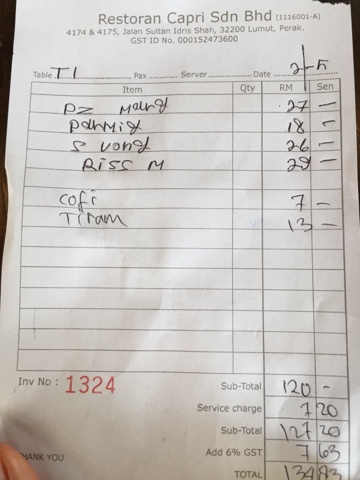 Restoran Capri Sdn Bhd (1116001-A)
4174 & 4175, Jalan Sultan Idris Shah, 32200 Lumut, Perak.
GST ID No. 000152473600
Table T1 Pax Server Date 2-5
Item Qty RM Sen
Pz Marg 27 —
Parmig 18 —
S vong 26 —
Riss M 29 —
Cofi 7 —
Tiram 13 —
Inv No : 1324
Sub-Total 120 -
Service charge 7 20
Sub-Total 127 20
Add 6% GST 7 63
HANK YOU
TOTAL 134 83